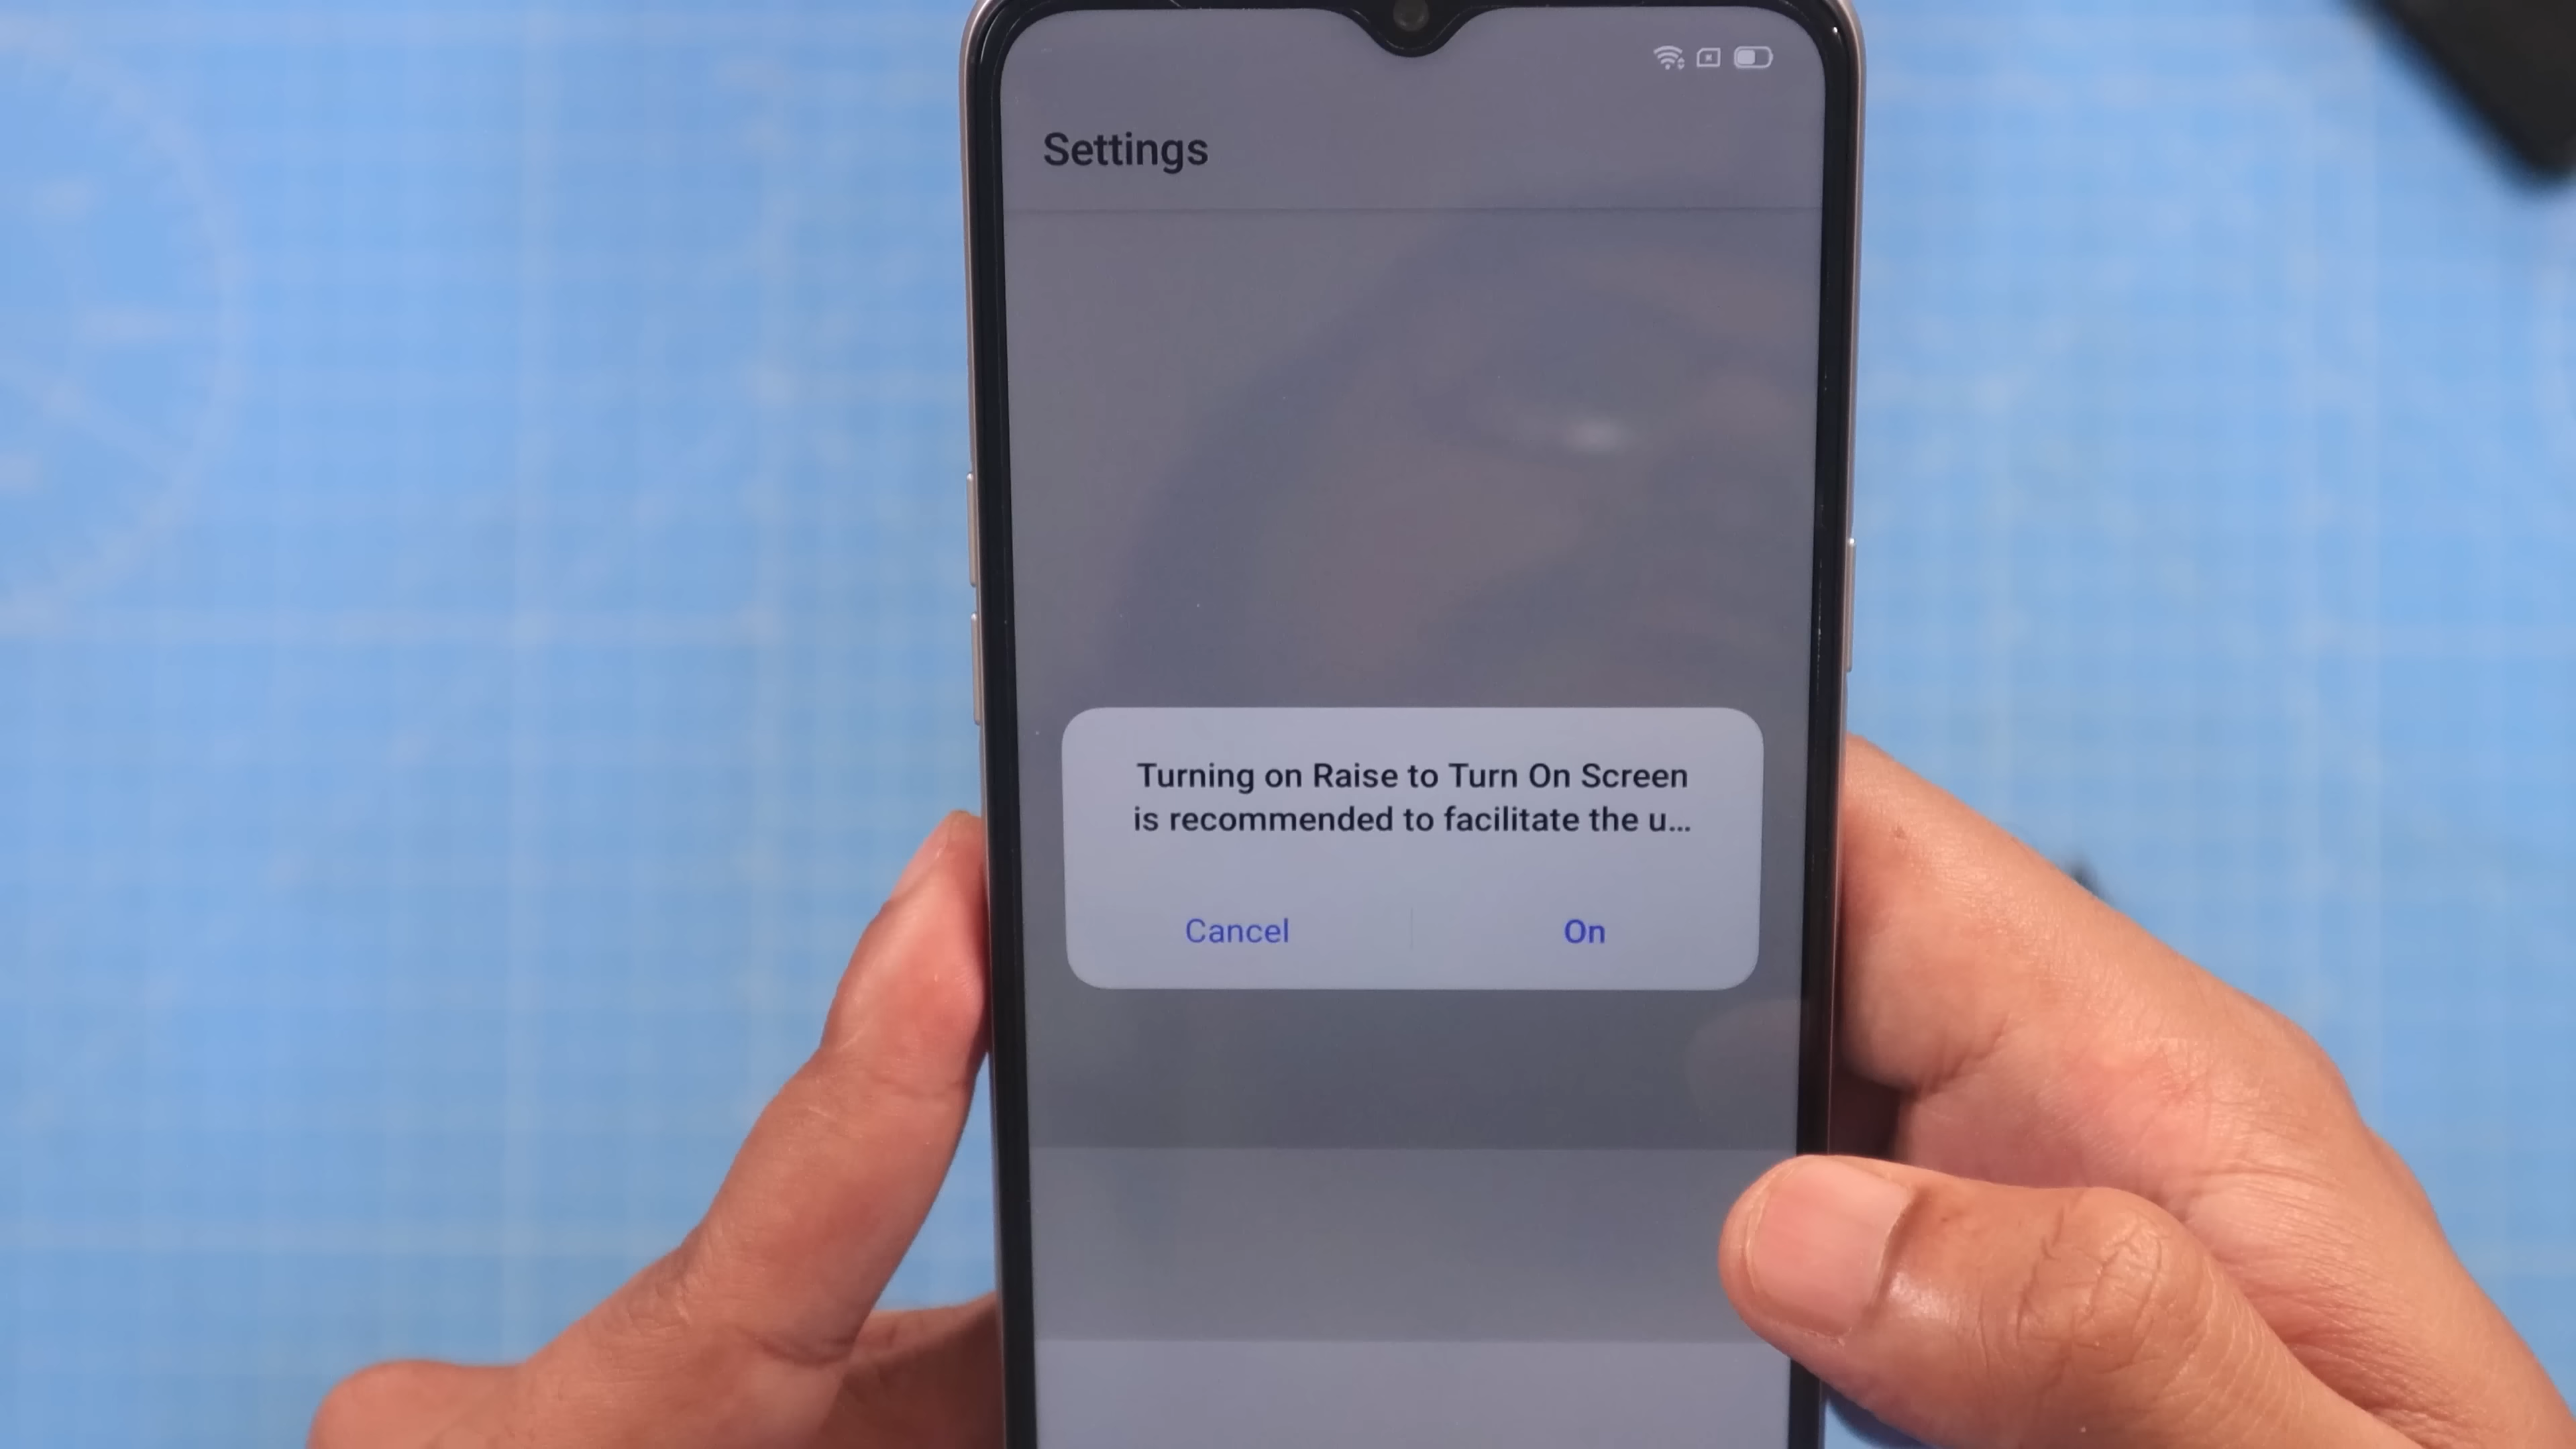 Settings
Turning on Raise to Turn On Screen
is recommended to facilitate the u...
Cancel
On